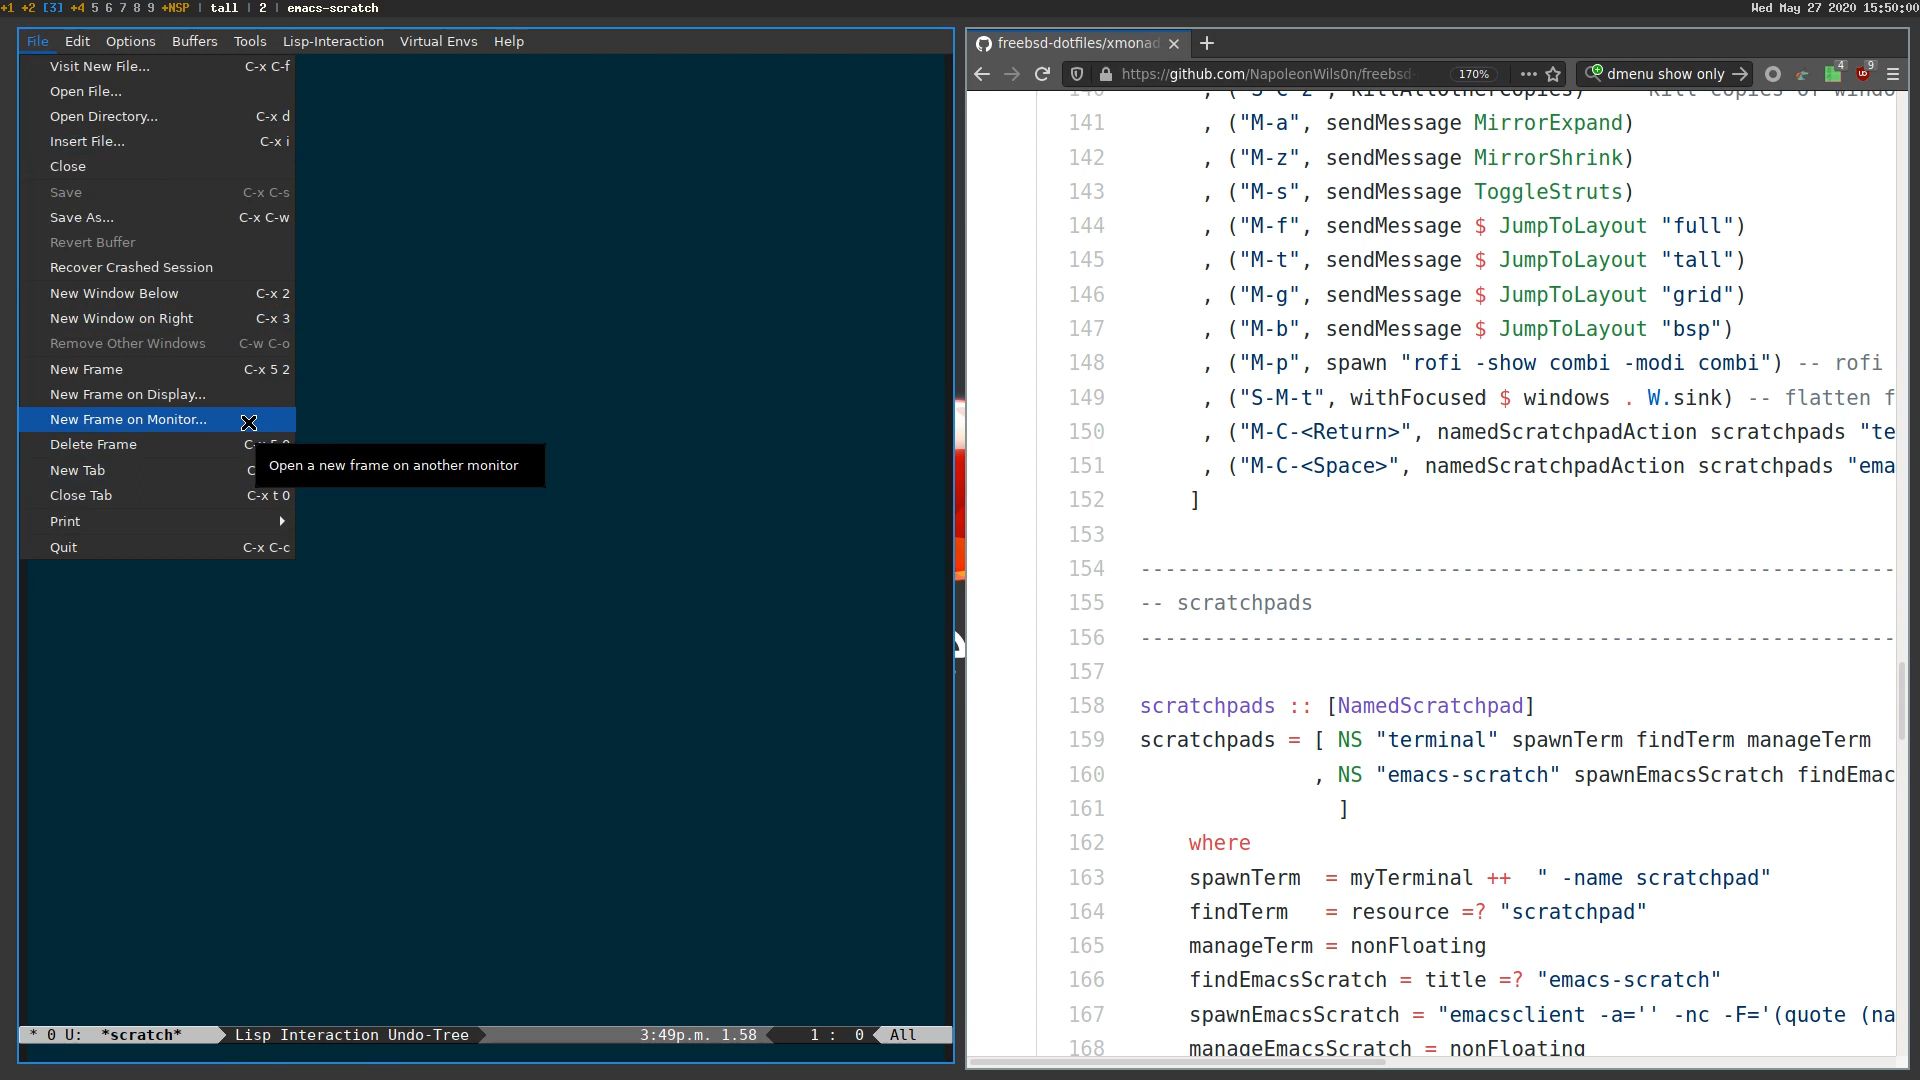 +1 +2 [3] +4 5 6 7 8 9 +NSP | tall | 2 | emacs-scratch
Wed May 27 2020 15:50:00
File Edit Options Buffers Tools Lisp-Interaction Virtual Envs Help
Visit New File... C-x C-f
Open File...
Open Directory... C-x d
Insert File... C-x i
Close
Save C-x C-s
Save As... C-x C-w
Revert Buffer
Recover Crashed Session
New Window Below C-x 2
New Window on Right C-x 3
Remove Other Windows C-w C-o
New Frame C-x 5 2
New Frame on Display...
New Frame on Monitor...
Delete Frame
Open a new frame on another monitor
New Tab
Close Tab C-x t 0
Print
Quit C-x C-c
* 0 U: *scratch* Lisp Interaction Undo-Tree 3:49p.m. 1.58 1 : 0 All
freebsd-dotfiles/xmonad
https://github.com/NapoleonWils0n/freebsd- 170% dmenu show only 4 9
141 , ("M-a", sendMessage MirrorExpand)
142 , ("M-z", sendMessage MirrorShrink)
143 , ("M-s", sendMessage ToggleStruts)
144 , ("M-f", sendMessage $ JumpToLayout "full")
145 , ("M-t", sendMessage $ JumpToLayout "tall")
146 , ("M-g", sendMessage $ JumpToLayout "grid")
147 , ("M-b", sendMessage $ JumpToLayout "bsp")
148 , ("M-p", spawn "rofi -show combi -modi combi") -- rofi
149 , ("S-M-t", withFocused $ windows . W.sink) -- flatten f
150 , ("M-C-<Return>", namedScratchpadAction scratchpads "te
151 , ("M-C-<Space>", namedScratchpadAction scratchpads "ema
152 ]
153
154 -------------------------------------------------------------
155 -- scratchpads
156 -------------------------------------------------------------
157
158 scratchpads :: [NamedScratchpad]
159 scratchpads = [ NS "terminal" spawnTerm findTerm manageTerm
160 , NS "emacs-scratch" spawnEmacsScratch findEmac
161 ]
162 where
163 spawnTerm = myTerminal ++ " -name scratchpad"
164 findTerm = resource =? "scratchpad"
165 manageTerm = nonFloating
166 findEmacsScratch = title =? "emacs-scratch"
167 spawnEmacsScratch = "emacsclient -a='' -nc -F='(quote (na
168 manageEmacsScratch = nonFloating